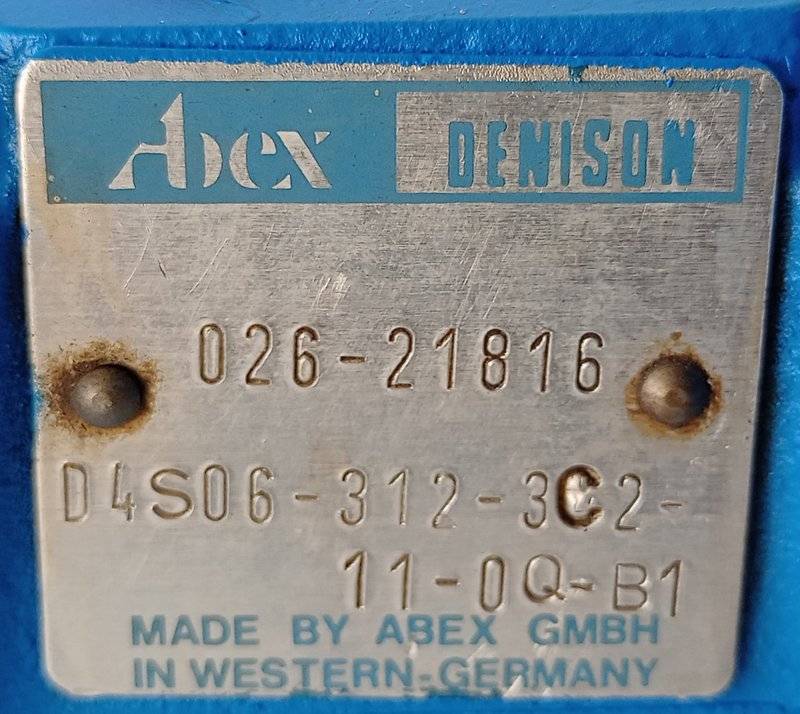 Abex DENISON
026-21816
D4S06-312-3C2-
11-0Q-B1
MADE BY ABEX GMBH
IN WESTERN-GERMANY